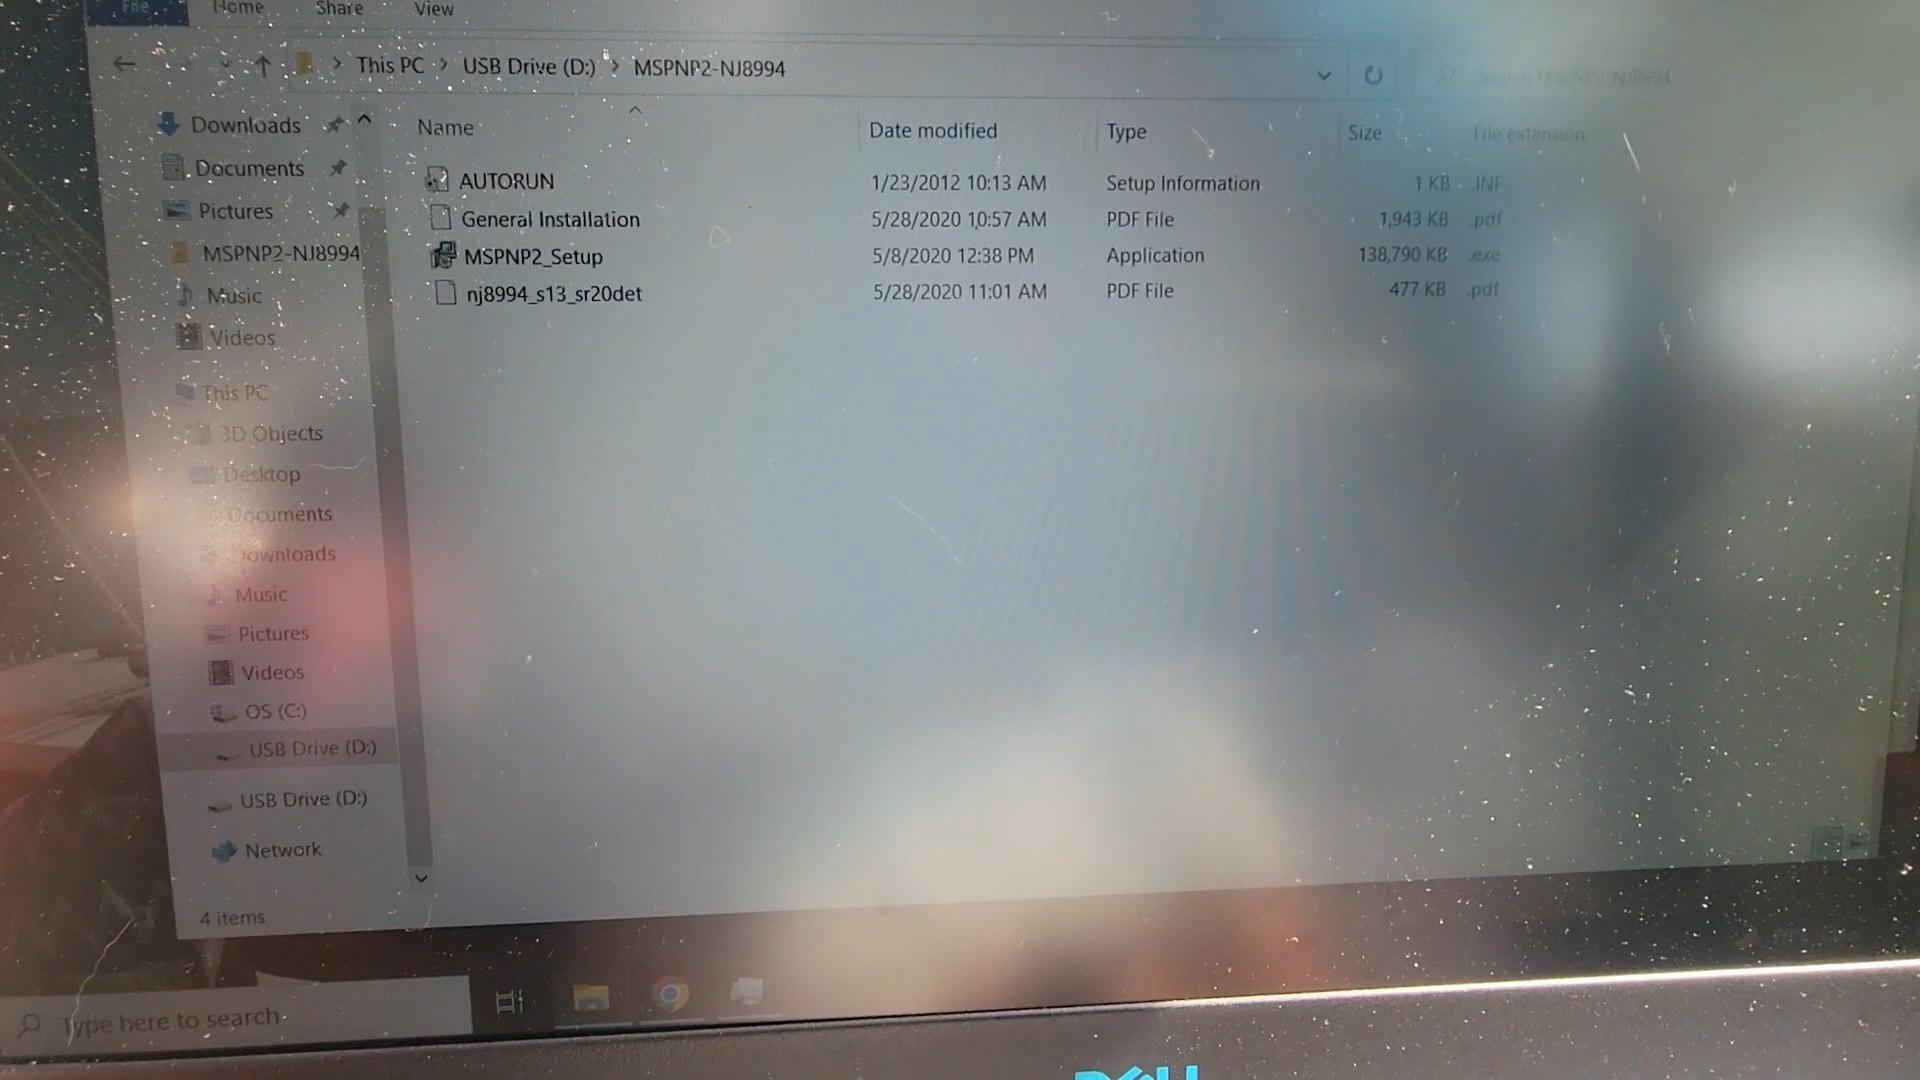 File Home Share View
This PC > USB Drive (D:) > MSPNP2-NJ8994 Search MSPNP2-NJ8994
Name Date modified Type Size File extension
AUTORUN 1/23/2012 10:13 AM Setup Information 1 KB .INF
General Installation 5/28/2020 10:57 AM PDF File 1,943 KB .pdf
MSPNP2_Setup 5/8/2020 12:38 PM Application 138,790 KB .exe
nj8994_s13_sr20det 5/28/2020 11:01 AM PDF File 477 KB .pdf
Downloads
Documents
Pictures
MSPNP2-NJ8994
Music
Videos
This PC
3D Objects
Desktop
Documents
Downloads
Music
Pictures
Videos
OS (C:)
USB Drive (D:)
USB Drive (D:)
Network
4 items
Type here to search
DELL